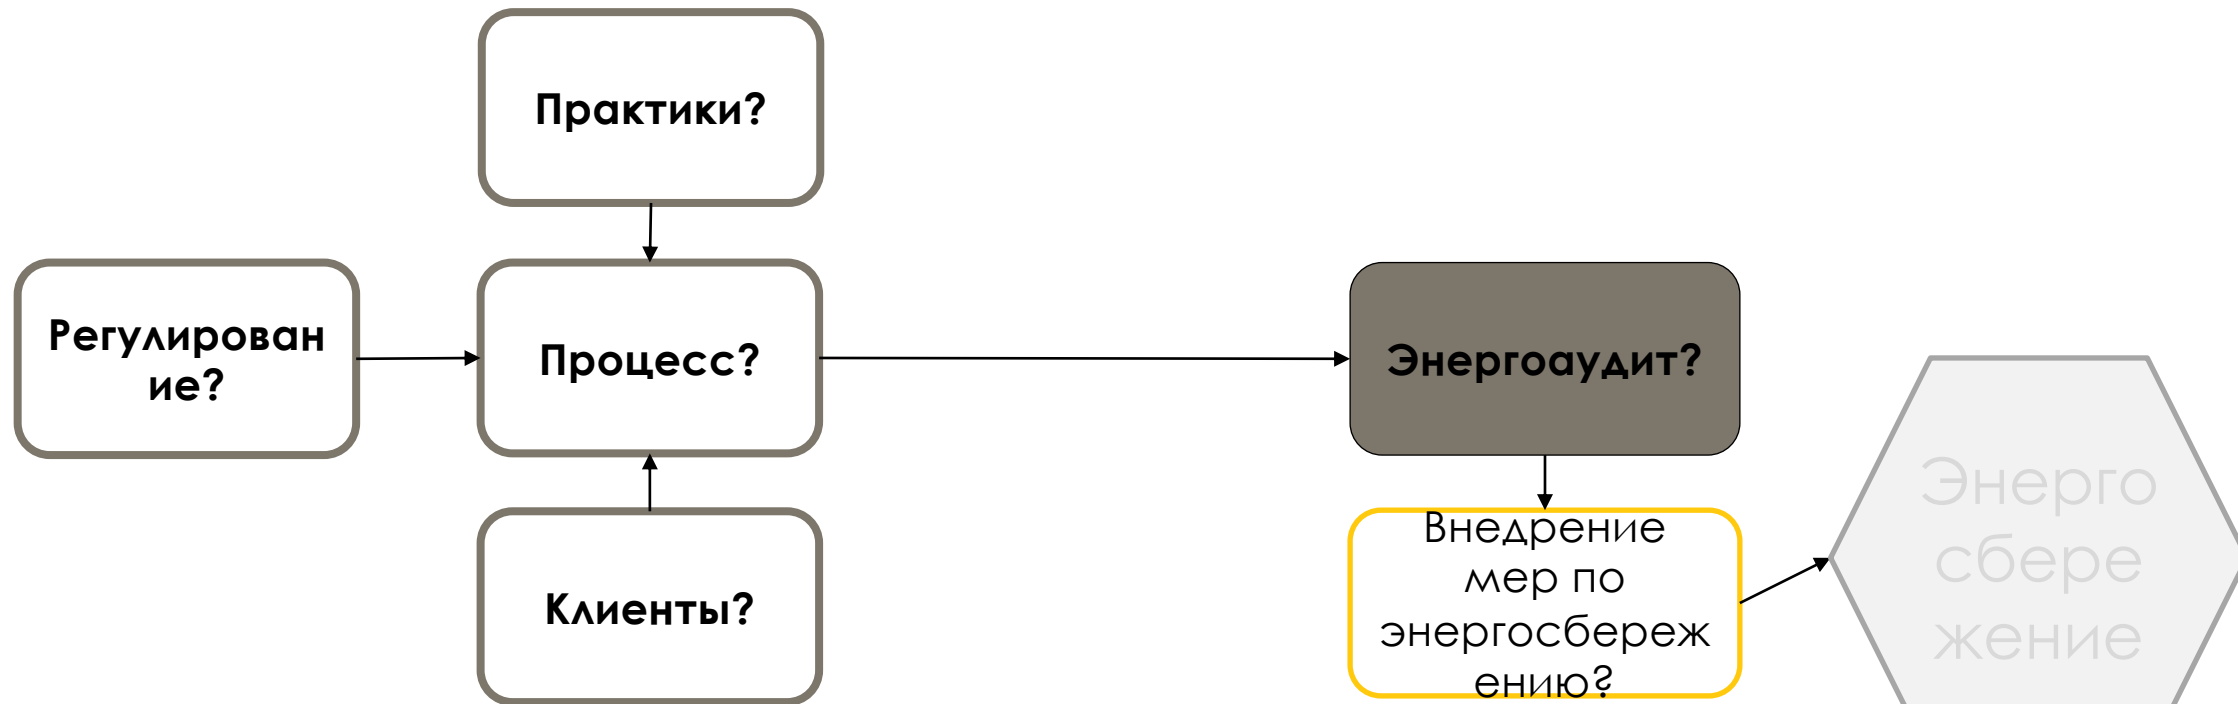 Практики?
Регулирован
ие?
Процесс?
Энергоаудит?
Клиенты?
Внедрение
мер по
энергосбереж
ению?
Энерго
сбере
жение